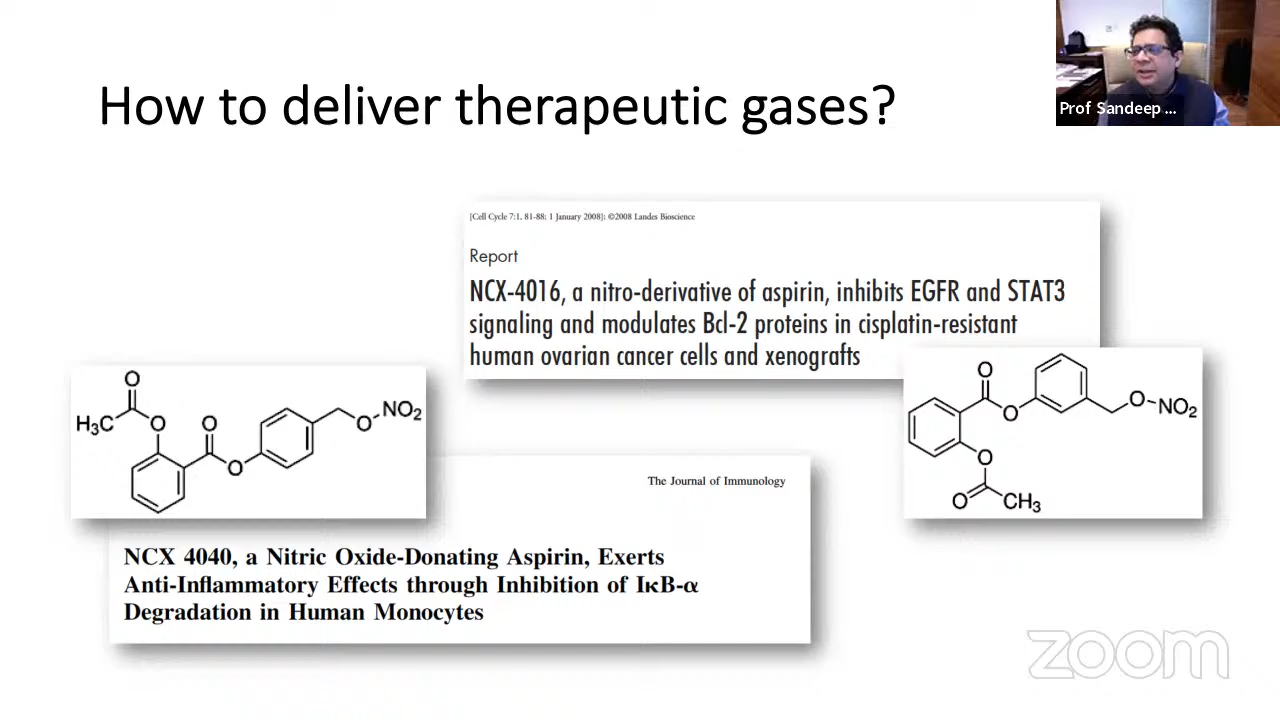 How to deliver therapeutic gases?
Prof Sandeep ...
[Cell Cycle 7:1, 81-88; 1 January 2008]; ©2008 Landes Bioscience
Report
NCX-4016, a nitro-derivative of aspirin, inhibits EGFR and STAT3
signaling and modulates Bcl-2 proteins in cisplatin-resistant
human ovarian cancer cells and xenografts
O
H₃C
O
O
O
O
NO₂
O
O
O
NO₂
O
O
CH₃
The Journal of Immunology
NCX 4040, a Nitric Oxide-Donating Aspirin, Exerts
Anti-Inflammatory Effects through Inhibition of IκB-α
Degradation in Human Monocytes
zoom